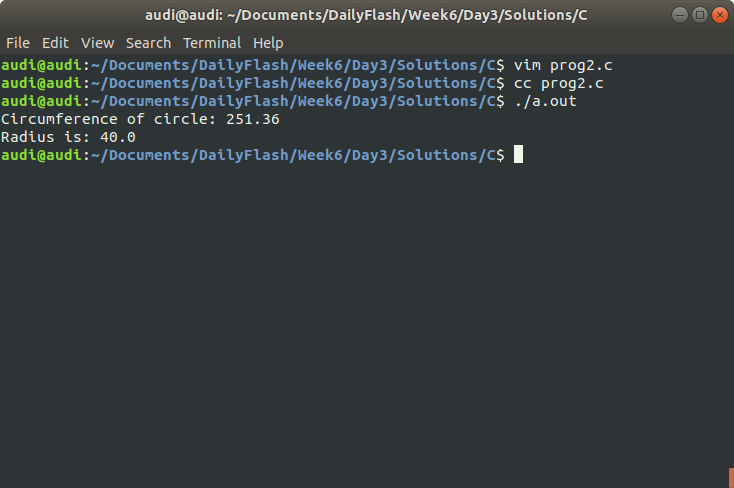 audi@audi: ~/Documents/DailyFlash/Week6/Day3/Solutions/C
File Edit View Search Terminal Help
audi@audi:~/Documents/DailyFlash/Week6/Day3/Solutions/C$ vim prog2.c
audi@audi:~/Documents/DailyFlash/Week6/Day3/Solutions/C$ cc prog2.c
audi@audi:~/Documents/DailyFlash/Week6/Day3/Solutions/C$ ./a.out
Circumference of circle: 251.36
Radius is: 40.0
audi@audi:~/Documents/DailyFlash/Week6/Day3/Solutions/C$